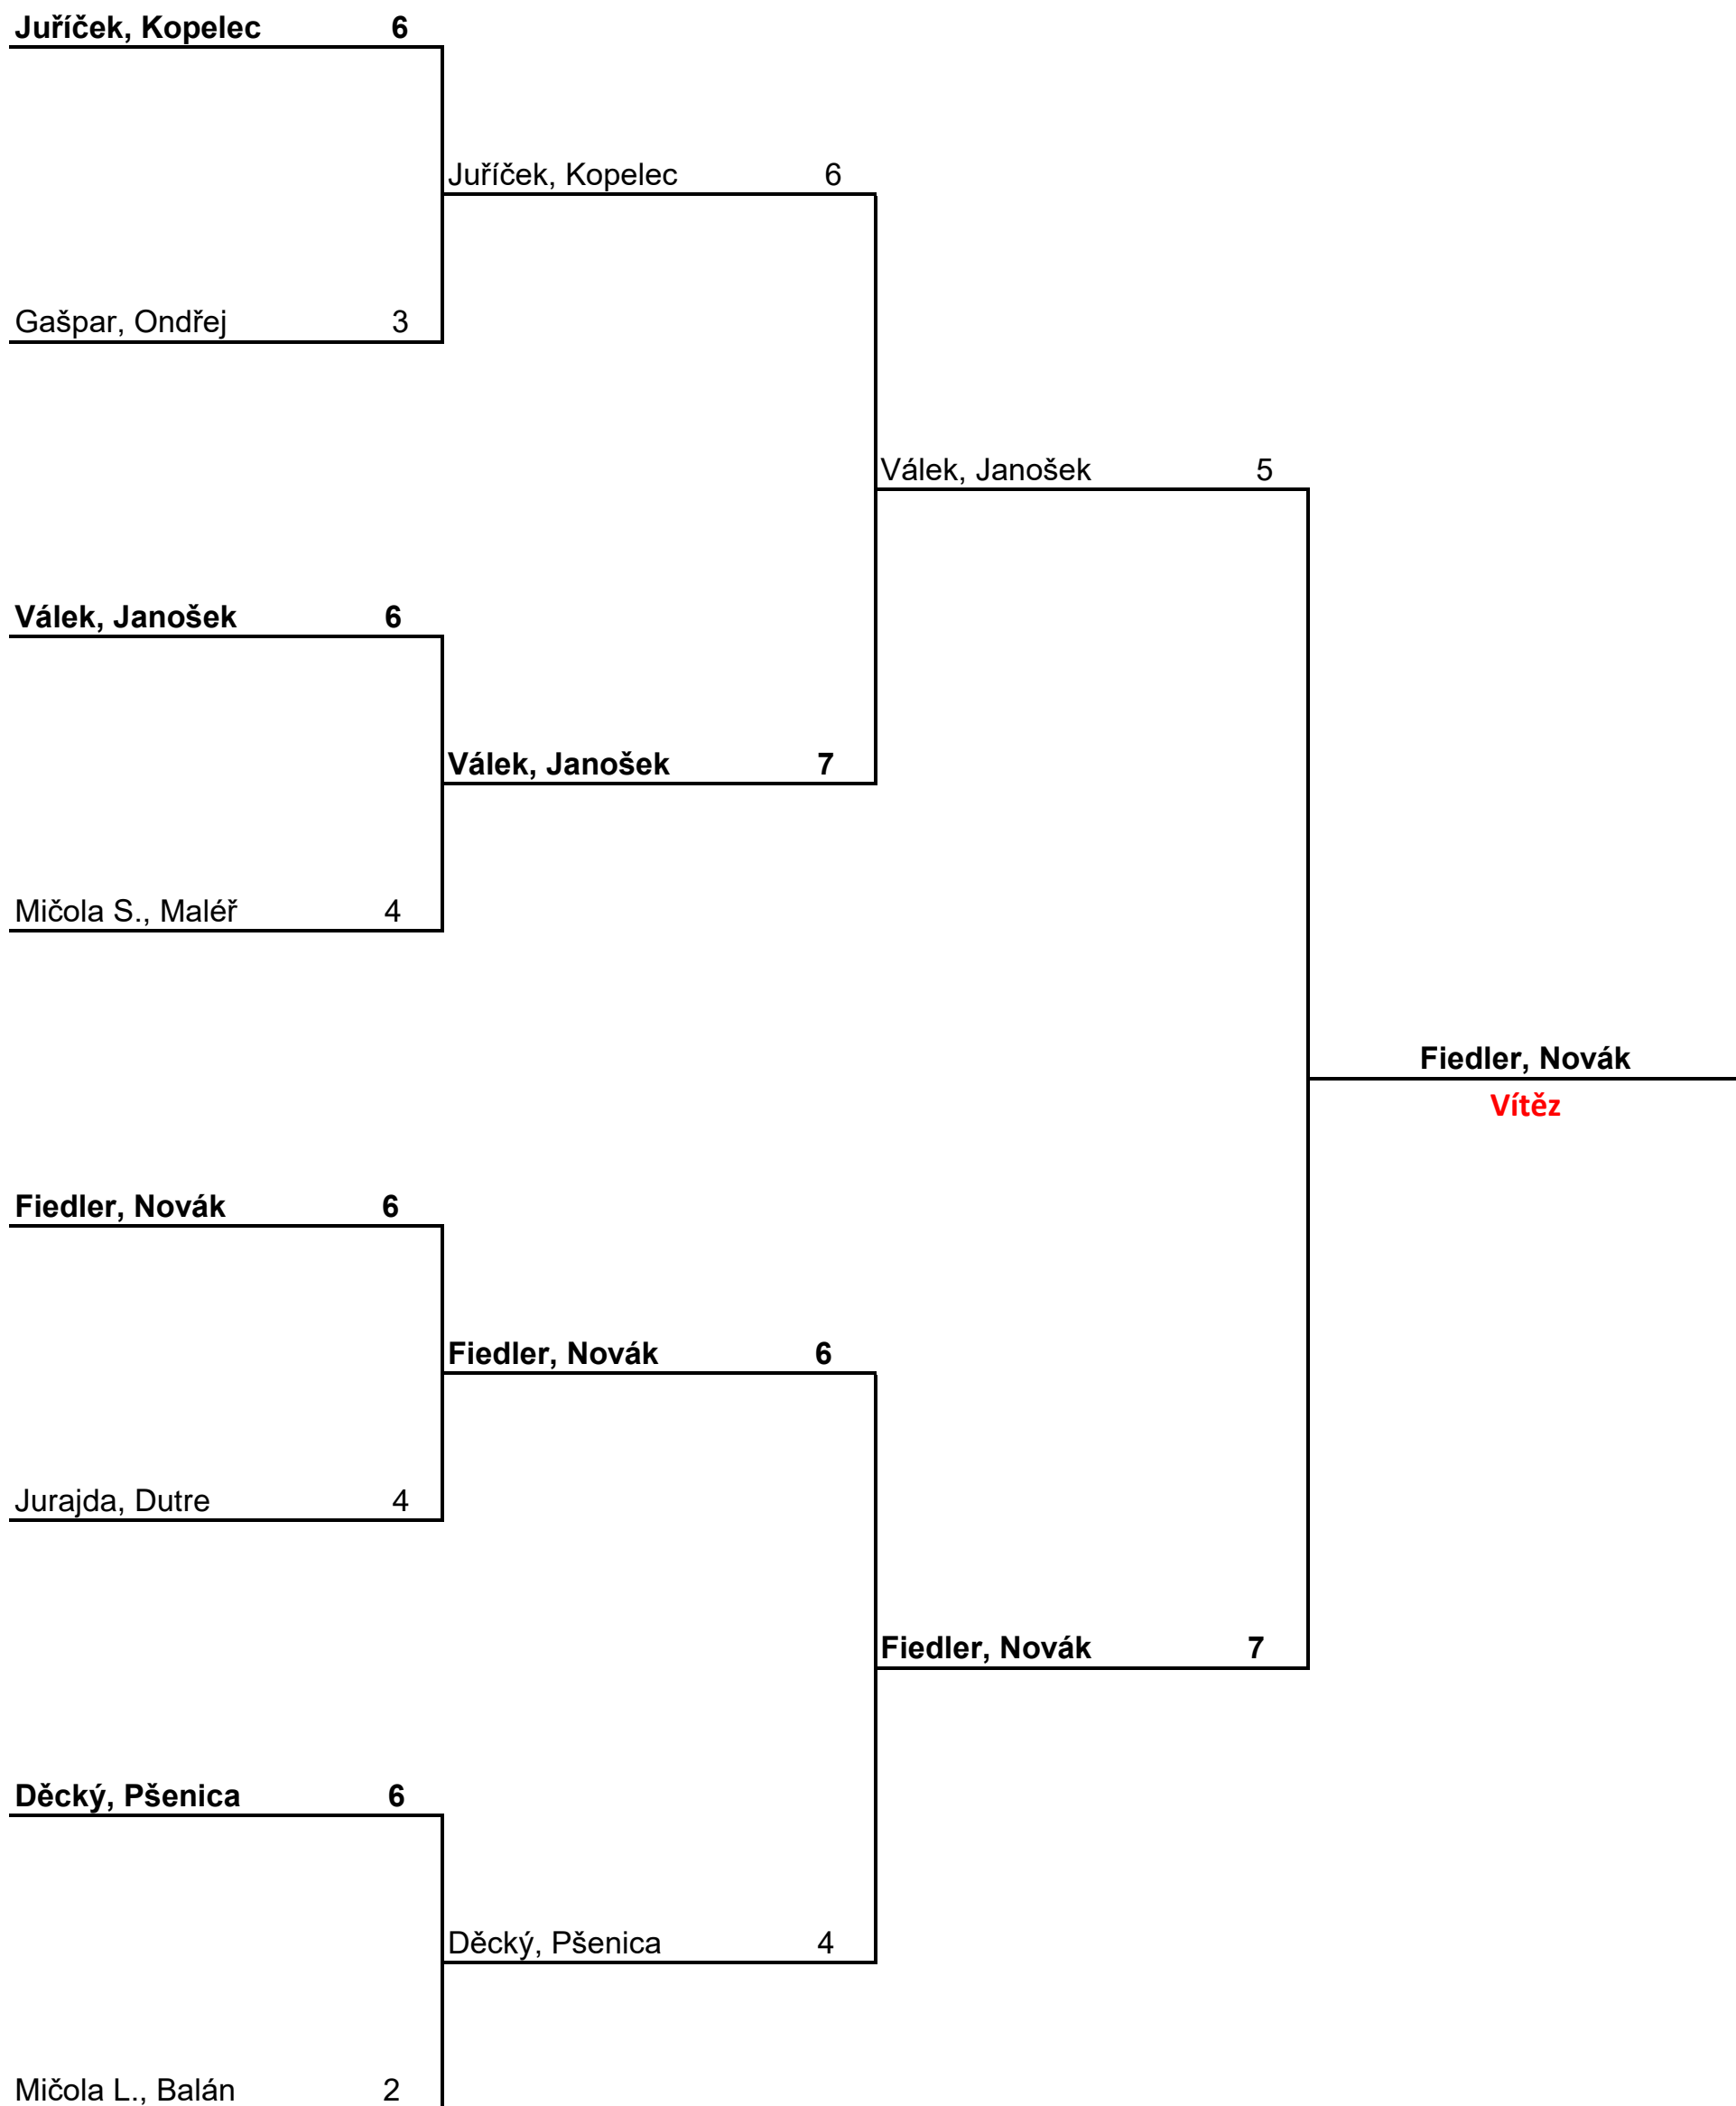 Juříček, Kopelec 6
Juříček, Kopelec 6
Gašpar, Ondřej 3
Válek, Janošek 5
Válek, Janošek 6
Válek, Janošek 7
Mičola S., Maléř 4
Fiedler, Novák
Vítěz
Fiedler, Novák 6
Fiedler, Novák 6
Jurajda, Dutre 4
Fiedler, Novák 7
Děcký, Pšenica 6
Děcký, Pšenica 4
Mičola L., Balán 2